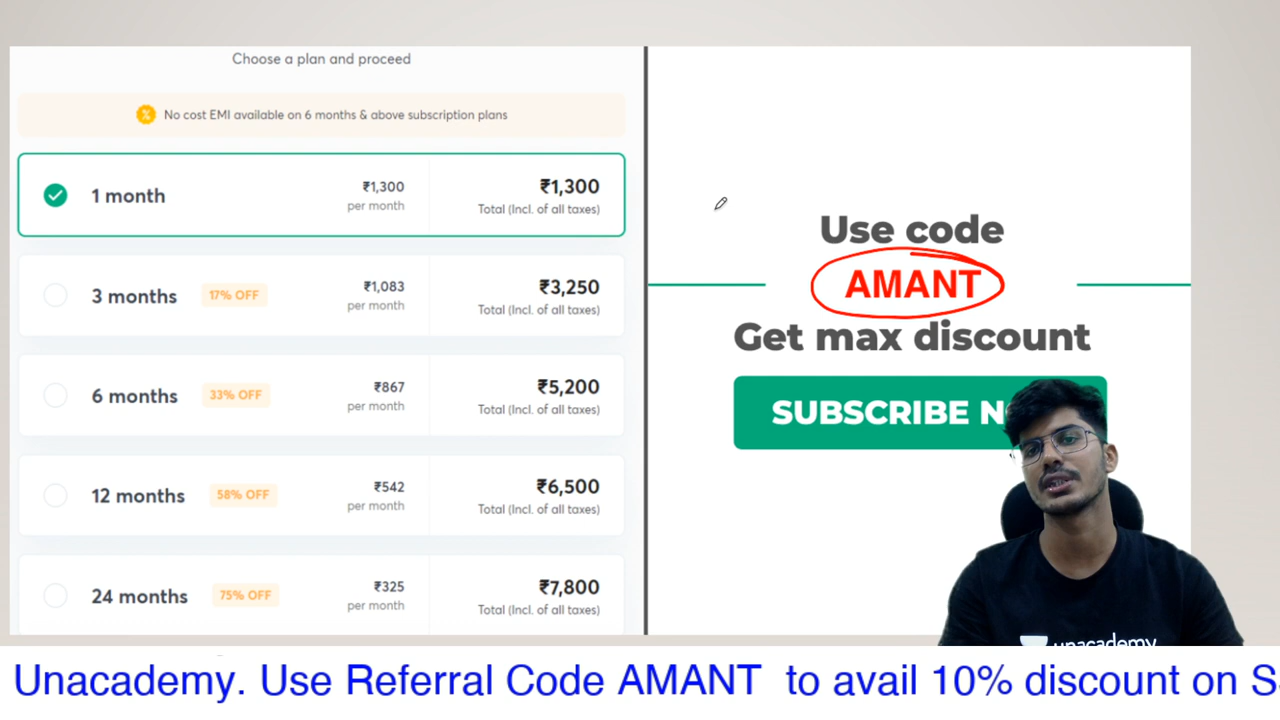 Choose a plan and proceed
No cost EMI available on 6 months & above subscription plans
1 month
₹1,300
per month
₹1,300
Total (Incl. of all taxes)
3 months
17% OFF
₹1,083
per month
₹3,250
Total (Incl. of all taxes)
6 months
33% OFF
₹867
per month
₹5,200
Total (Incl. of all taxes)
12 months
58% OFF
₹542
per month
₹6,500
Total (Incl. of all taxes)
24 months
75% OFF
₹325
per month
₹7,800
Total (Incl. of all taxes)
Use code
AMANT
Get max discount
SUBSCRIBE
unacademy
Unacademy. Use Referral Code AMANT to avail 10% discount on